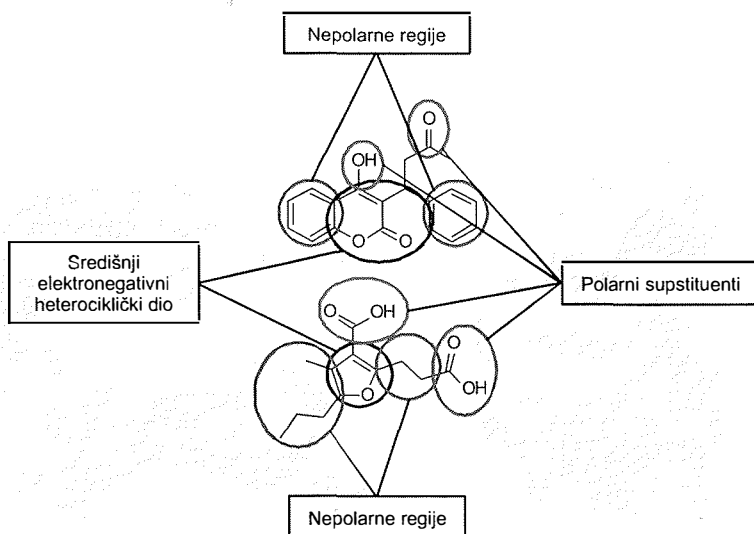 Nepolarne regije
O
OH
O
O
Središnji
elektronegativni
heterociklički dio
Polarni supstituenti
O
OH
O
OH
O
Nepolarne regije